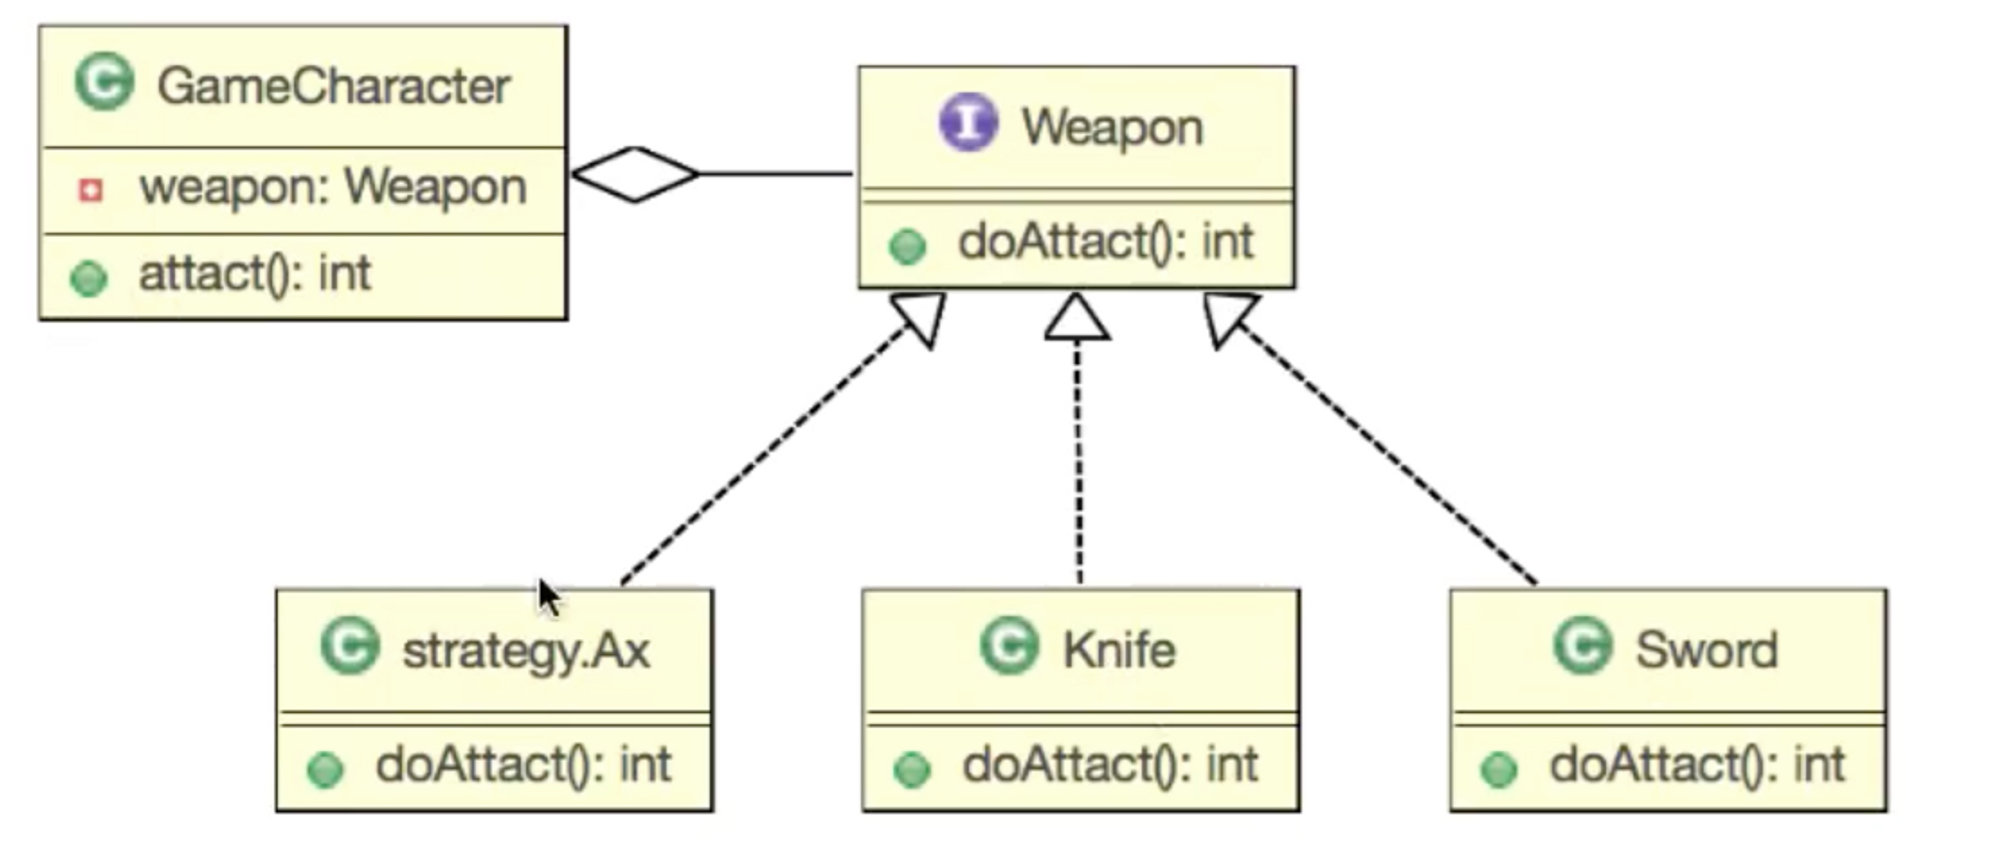 GameCharacter
weapon: Weapon
attact(): int
Weapon
doAttact(): int
strategy.Ax
doAttact(): int
Knife
doAttact(): int
Sword
doAttact(): int